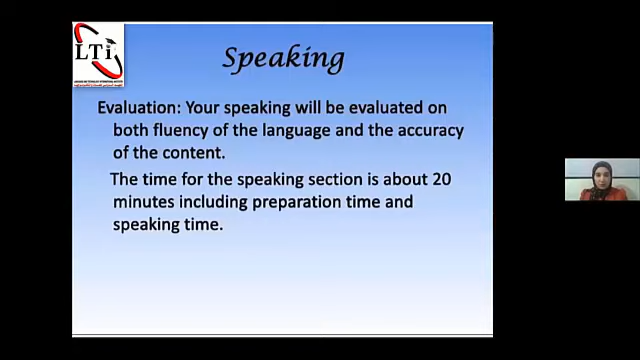 LTi
Speaking
Evaluation: Your speaking will be evaluated on
both fluency of the language and the accuracy
of the content.
The time for the speaking section is about 20
minutes including preparation time and
speaking time.